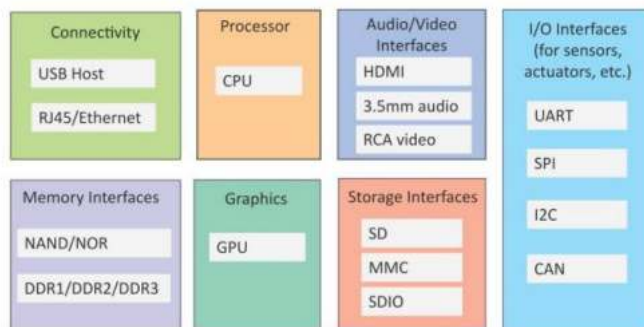 Connectivity
USB Host
RJ45/Ethernet
Processor
CPU
Audio/Video
Interfaces
HDMI
3.5mm audio
RCA video
I/O Interfaces
(for sensors,
actuators, etc.)
UART
SPI
I2C
CAN
Memory Interfaces
NAND/NOR
DDR1/DDR2/DDR3
Graphics
GPU
Storage Interfaces
SD
MMC
SDIO